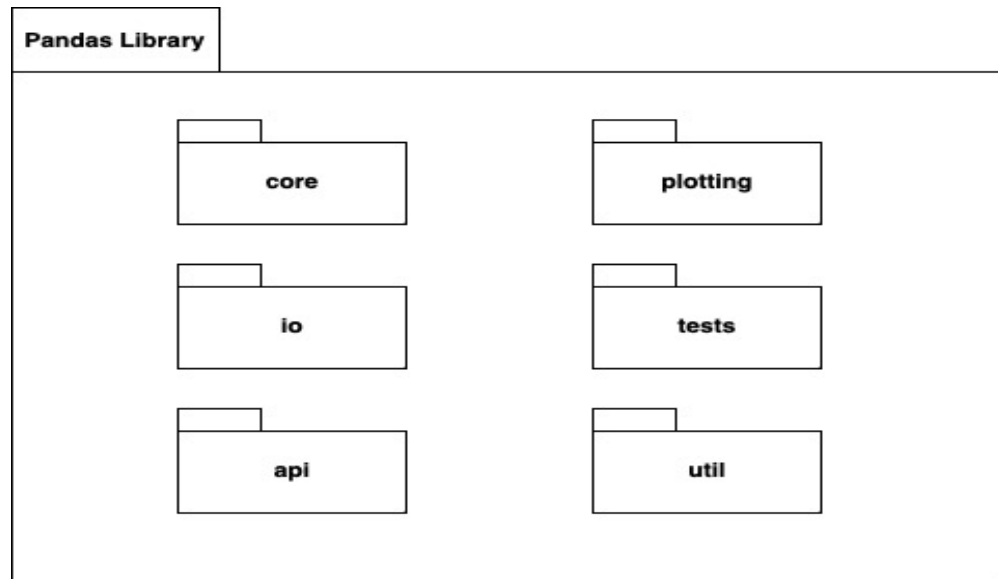 Pandas Library
core
plotting
io
tests
api
util